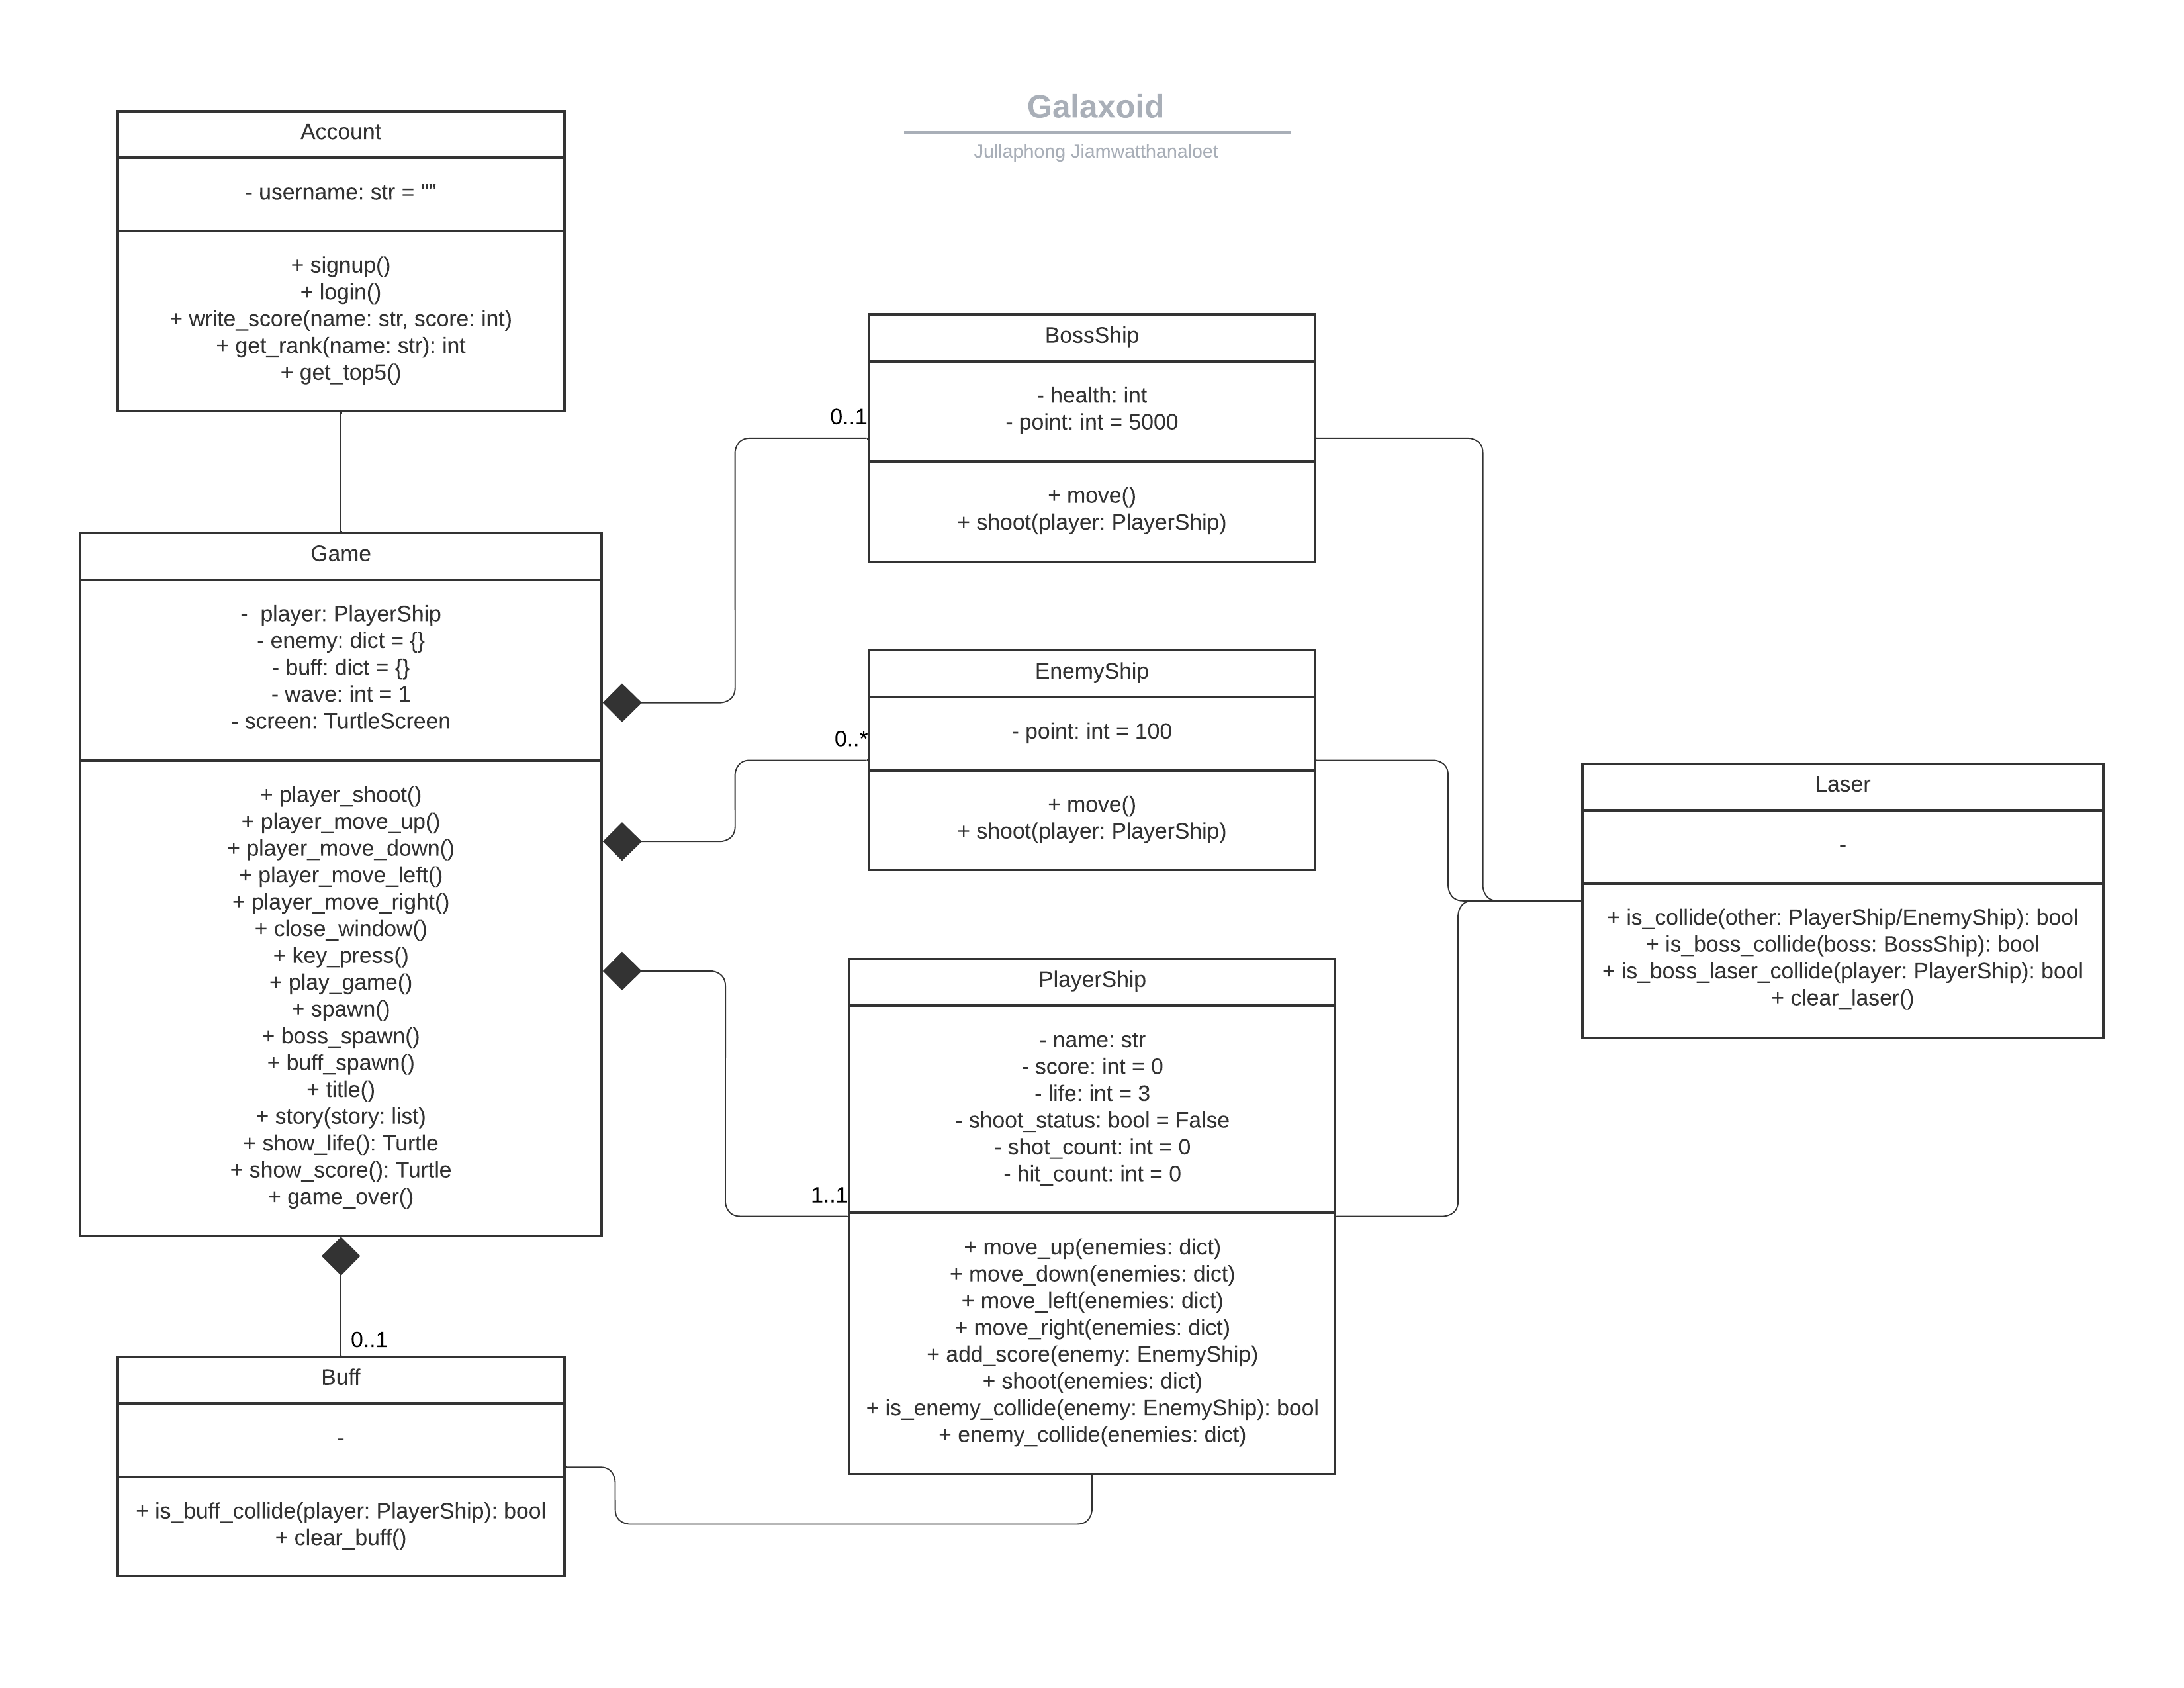 Galaxoid
Jullaphong Jiamwatthanaloet
Account
- username: str = ""
+ signup()
+ login()
+ write_score(name: str, score: int)
+ get_rank(name: str): int
+ get_top5()
Game
-  player: PlayerShip
- enemy: dict = {}
- buff: dict = {}
- wave: int = 1
- screen: TurtleScreen
+ player_shoot()
+ player_move_up()
+ player_move_down()
+ player_move_left()
+ player_move_right()
+ close_window()
+ key_press()
+ play_game()
+ spawn()
+ boss_spawn()
+ buff_spawn()
+ title()
+ story(story: list)
+ show_life(): Turtle
+ show_score(): Turtle
+ game_over()
0..1
Buff
-
+ is_buff_collide(player: PlayerShip): bool
+ clear_buff()
0..1
BossShip
- health: int
- point: int = 5000
+ move()
+ shoot(player: PlayerShip)
0..*
EnemyShip
- point: int = 100
+ move()
+ shoot(player: PlayerShip)
1..1
PlayerShip
- name: str
- score: int = 0
- life: int = 3
- shoot_status: bool = False
- shot_count: int = 0
- hit_count: int = 0
+ move_up(enemies: dict)
+ move_down(enemies: dict)
+ move_left(enemies: dict)
+ move_right(enemies: dict)
+ add_score(enemy: EnemyShip)
+ shoot(enemies: dict)
+ is_enemy_collide(enemy: EnemyShip): bool
+ enemy_collide(enemies: dict)
Laser
-
+ is_collide(other: PlayerShip/EnemyShip): bool
+ is_boss_collide(boss: BossShip): bool
+ is_boss_laser_collide(player: PlayerShip): bool
+ clear_laser()